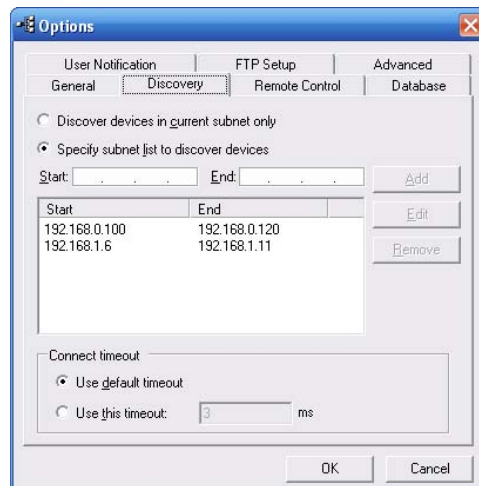 Options
User Notification FTP Setup Advanced
General Discovery Remote Control Database
Discover devices in current subnet only
Specify subnet list to discover devices
Start: . . . End: . . . Add
Start End
192.168.0.100 192.168.0.120
192.168.1.6 192.168.1.11
Edit
Remove
Connect timeout
Use default timeout
Use this timeout: 3 ms
OK Cancel